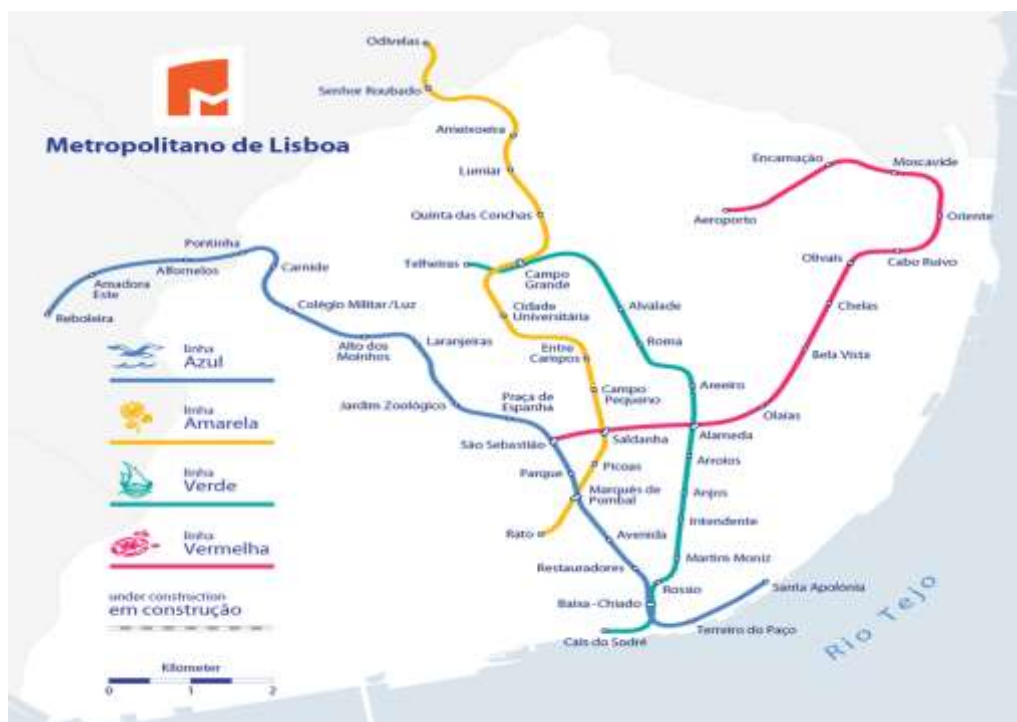 Odivelas
Senhor Roubado
Metropolitano de Lisboa
Ameixoeira
Lumiar
Encarnação
Moscavide
Quinta das Conchas
Aeroporto
Oriente
Pontinha
Telheiras
Campo
Grande
Olivais
Cabo Ruivo
Alfornelos
Carnide
Amadora
Este
Colégio Militar/Luz
Cidade
Universitária
Alvalade
Chelas
Reboleira
Alto dos
Moinhos
Laranjeiras
Entre
Campos
Roma
Bela Vista
linha
Azul
Jardim Zoológico
Praça de
Espanha
Campo
Pequeno
Areeiro
Olaias
linha
Amarela
São Sebastião
Saldanha
Alameda
Parque
Picoas
Arroios
linha
Verde
Marquês de
Pombal
Anjos
Rato
Avenida
Intendente
linha
Vermelha
Restauradores
Martim Moniz
under construction
em construção
Baixa-Chiado
Rossio
Santa Apolónia
Cais do Sodré
Terreiro do Paço
Rio Tejo
Kilometer
0 1 2